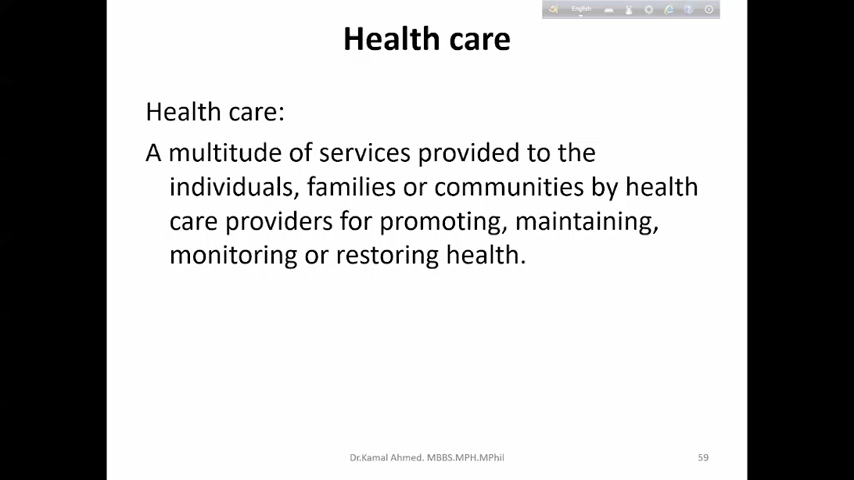 English
Health care
Health care:
A multitude of services provided to the
individuals, families or communities by health
care providers for promoting, maintaining,
monitoring or restoring health.
Dr.Kamal Ahmed. MBBS.MPH.MPhil
59